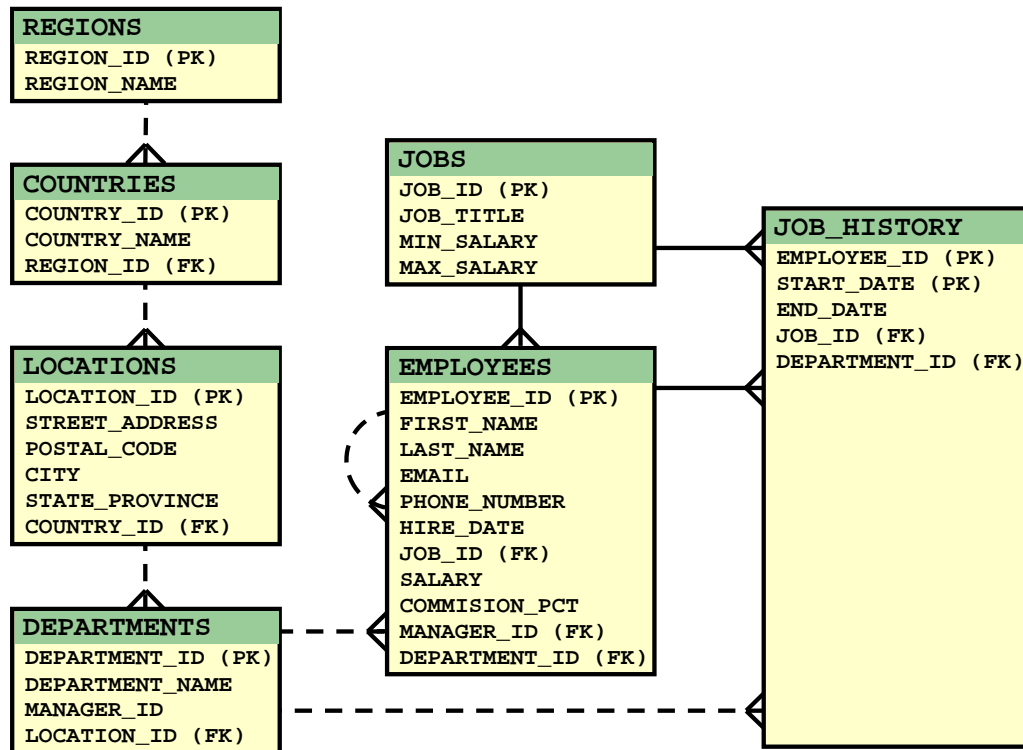 REGIONS
REGION_ID (PK)
REGION_NAME
COUNTRIES
COUNTRY_ID (PK)
COUNTRY_NAME
REGION_ID (FK)
LOCATIONS
LOCATION_ID (PK)
STREET_ADDRESS
POSTAL_CODE
CITY
STATE_PROVINCE
COUNTRY_ID (FK)
DEPARTMENTS
DEPARTMENT_ID (PK)
DEPARTMENT_NAME
MANAGER_ID
LOCATION_ID (FK)
JOBS
JOB_ID (PK)
JOB_TITLE
MIN_SALARY
MAX_SALARY
EMPLOYEES
EMPLOYEE_ID (PK)
FIRST_NAME
LAST_NAME
EMAIL
PHONE_NUMBER
HIRE_DATE
JOB_ID (FK)
SALARY
COMMISION_PCT
MANAGER_ID (FK)
DEPARTMENT_ID (FK)
JOB_HISTORY
EMPLOYEE_ID (PK)
START_DATE (PK)
END_DATE
JOB_ID (FK)
DEPARTMENT_ID (FK)